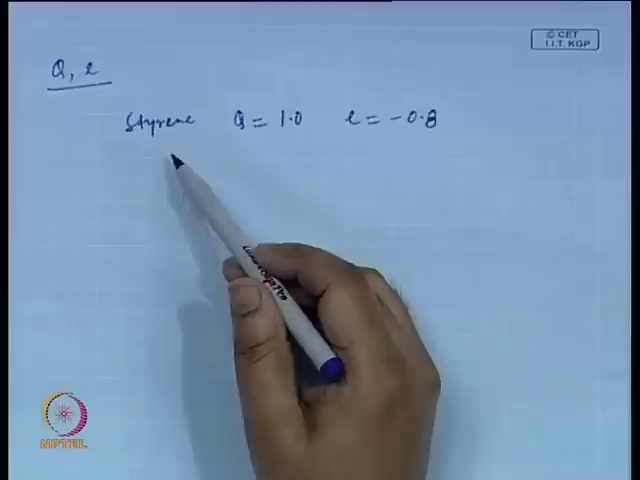 © CET
I.I.T. KGP
Q, e
Styrene Q = 1.0 e = -0.8
NPTEL